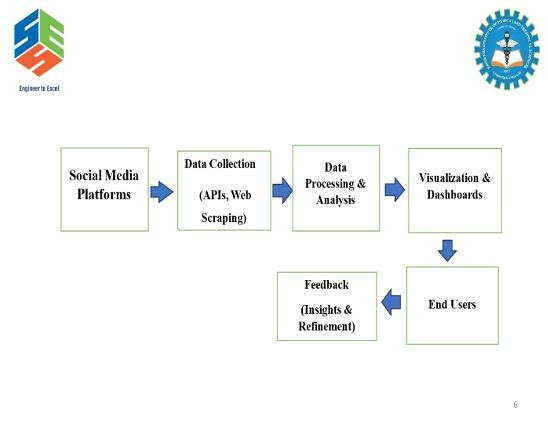 SES
Engineer to Excel
Social Media
Platforms
Data Collection
(APIs, Web
Scraping)
Data
Processing &
Analysis
Visualization &
Dashboards
End Users
Feedback
(Insights &
Refinement)
6